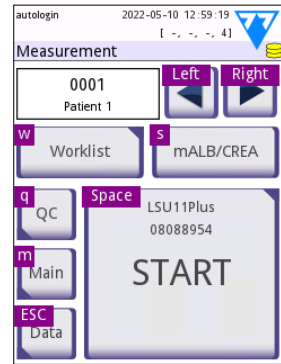 autologin 2022-05-10 12:59:19
[ -, -, -, 4]
Measurement
0001
Patient 1
Left
Right
w
Worklist
s
mALB/CREA
q
QC
m
Main
ESC
Data
Space
LSU11Plus
08088954
START